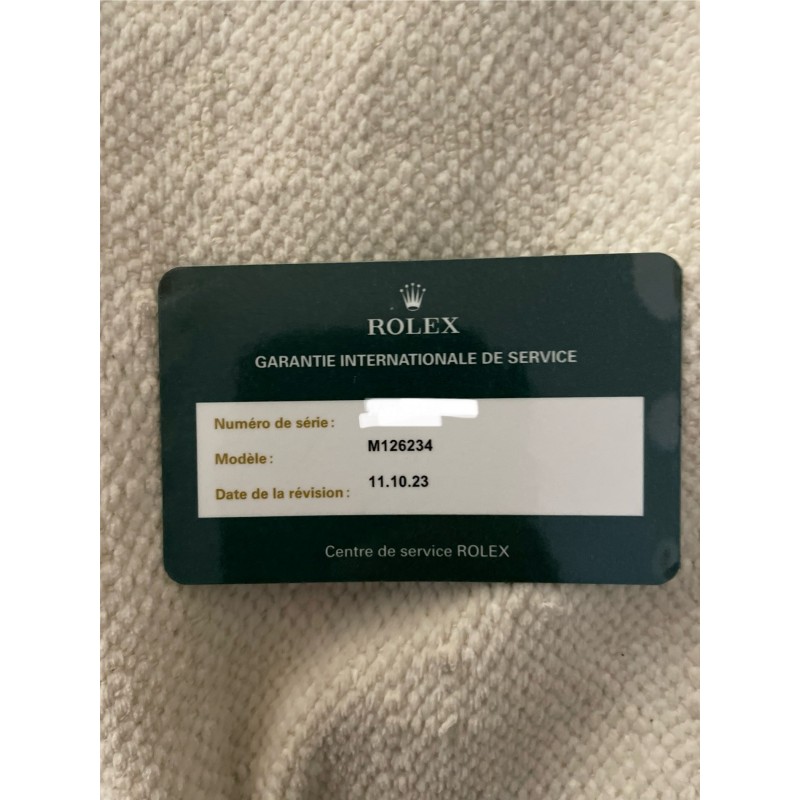 ROLEX
GARANTIE INTERNATIONALE DE SERVICE
Numéro de série:
M126234
Modèle:
11.10.23
Date de la révision:
Centre de service ROLEX